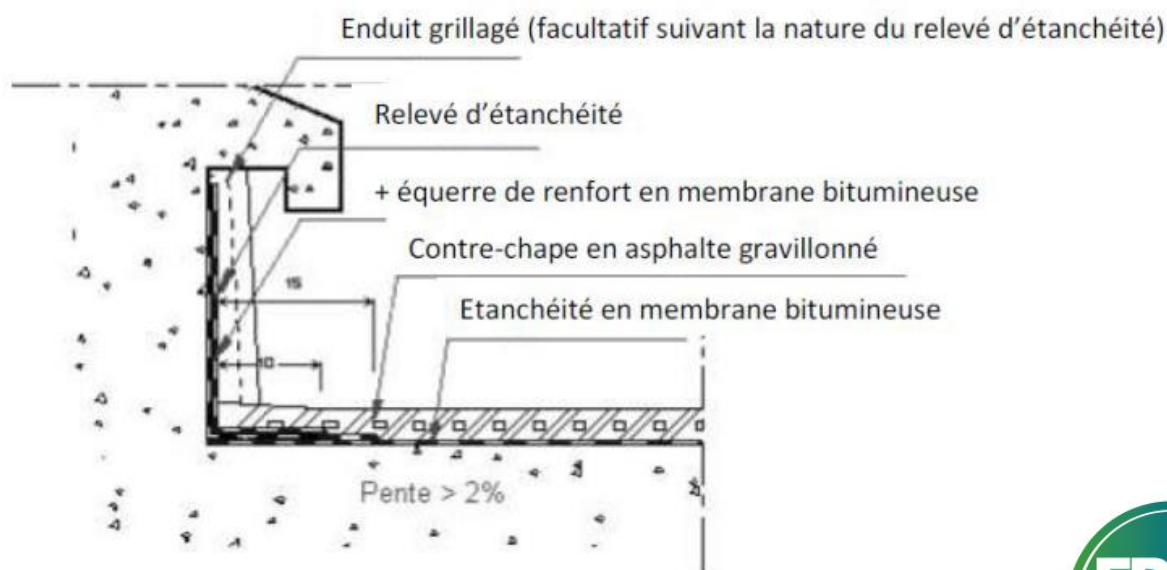 Enduit grillagé (facultatif suivant la nature du relevé d'étanchéité)
Relevé d'étanchéité
+ équerre de renfort en membrane bitumineuse
Contre-chape en asphalte gravillonné
15
Etanchéité en membrane bitumineuse
10
Pente > 2%